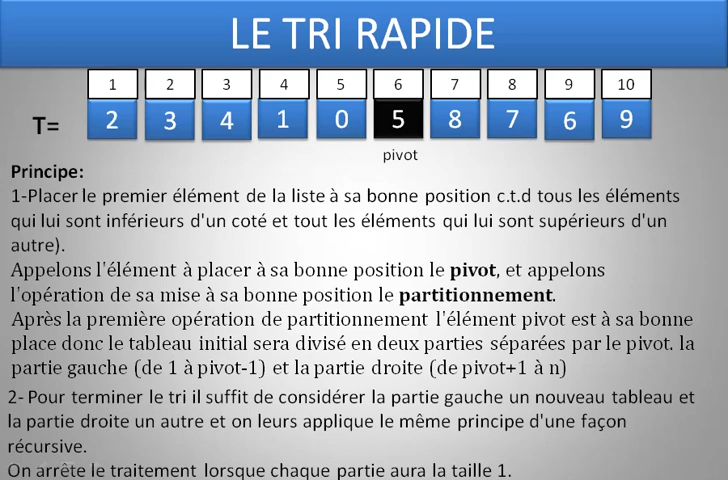 LE TRI RAPIDE
1 2 3 4 5 6 7 8 9 10
T= 2 3 4 1 0 5 8 7 6 9
pivot
Principe:
1-Placer le premier élément de la liste à sa bonne position c.t.d tous les éléments
qui lui sont inférieurs d'un coté et tout les éléments qui lui sont supérieurs d'un
autre).
Appelons l'élément à placer à sa bonne position le pivot, et appelons
l'opération de sa mise à sa bonne position le partitionnement.
Après la première opération de partitionnement l'élément pivot est à sa bonne
place donc le tableau initial sera divisé en deux parties séparées par le pivot. la
partie gauche (de 1 à pivot-1) et la partie droite (de pivot+1 à n)
2- Pour terminer le tri il suffit de considérer la partie gauche un nouveau tableau et
la partie droite un autre et on leurs applique le même principe d'une façon
récursive.
On arrête le traitement lorsque chaque partie aura la taille 1.